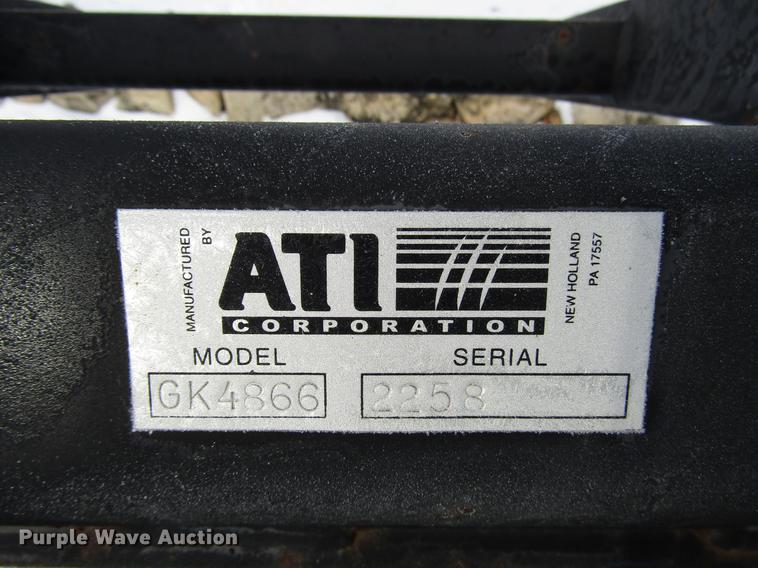 MANUFACTURED
BY
ATI
CORPORATION
NEW HOLLAND
PA 17557
MODEL
SERIAL
GK4866
2258
Purple Wave Auction